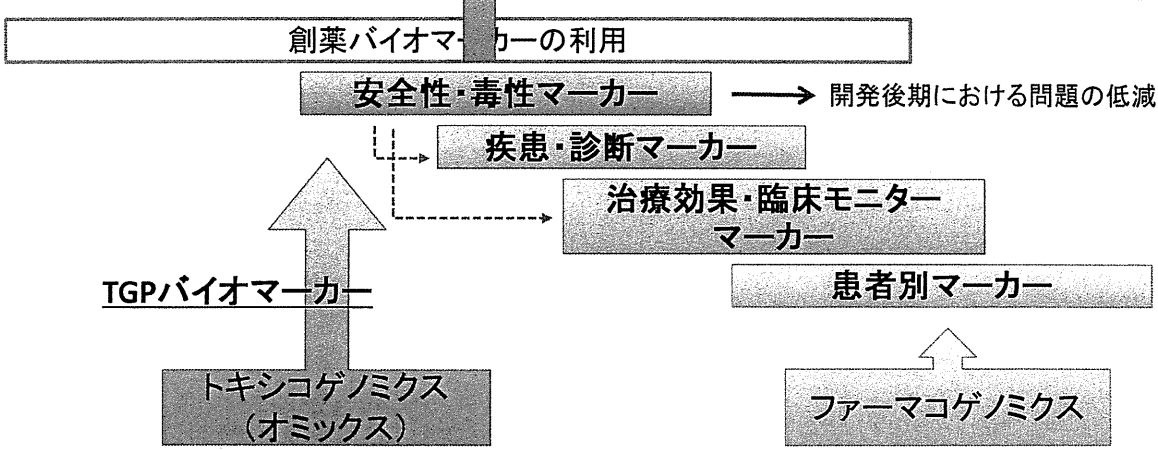 創薬バイオマーカーの利用
安全性・毒性マーカー
開発後期における問題の低減
疾患・診断マーカー
治療効果・臨床モニター
マーカー
患者別マーカー
TGPバイオマーカー
トキシコゲノミクス
（オミックス）
ファーマコゲノミクス